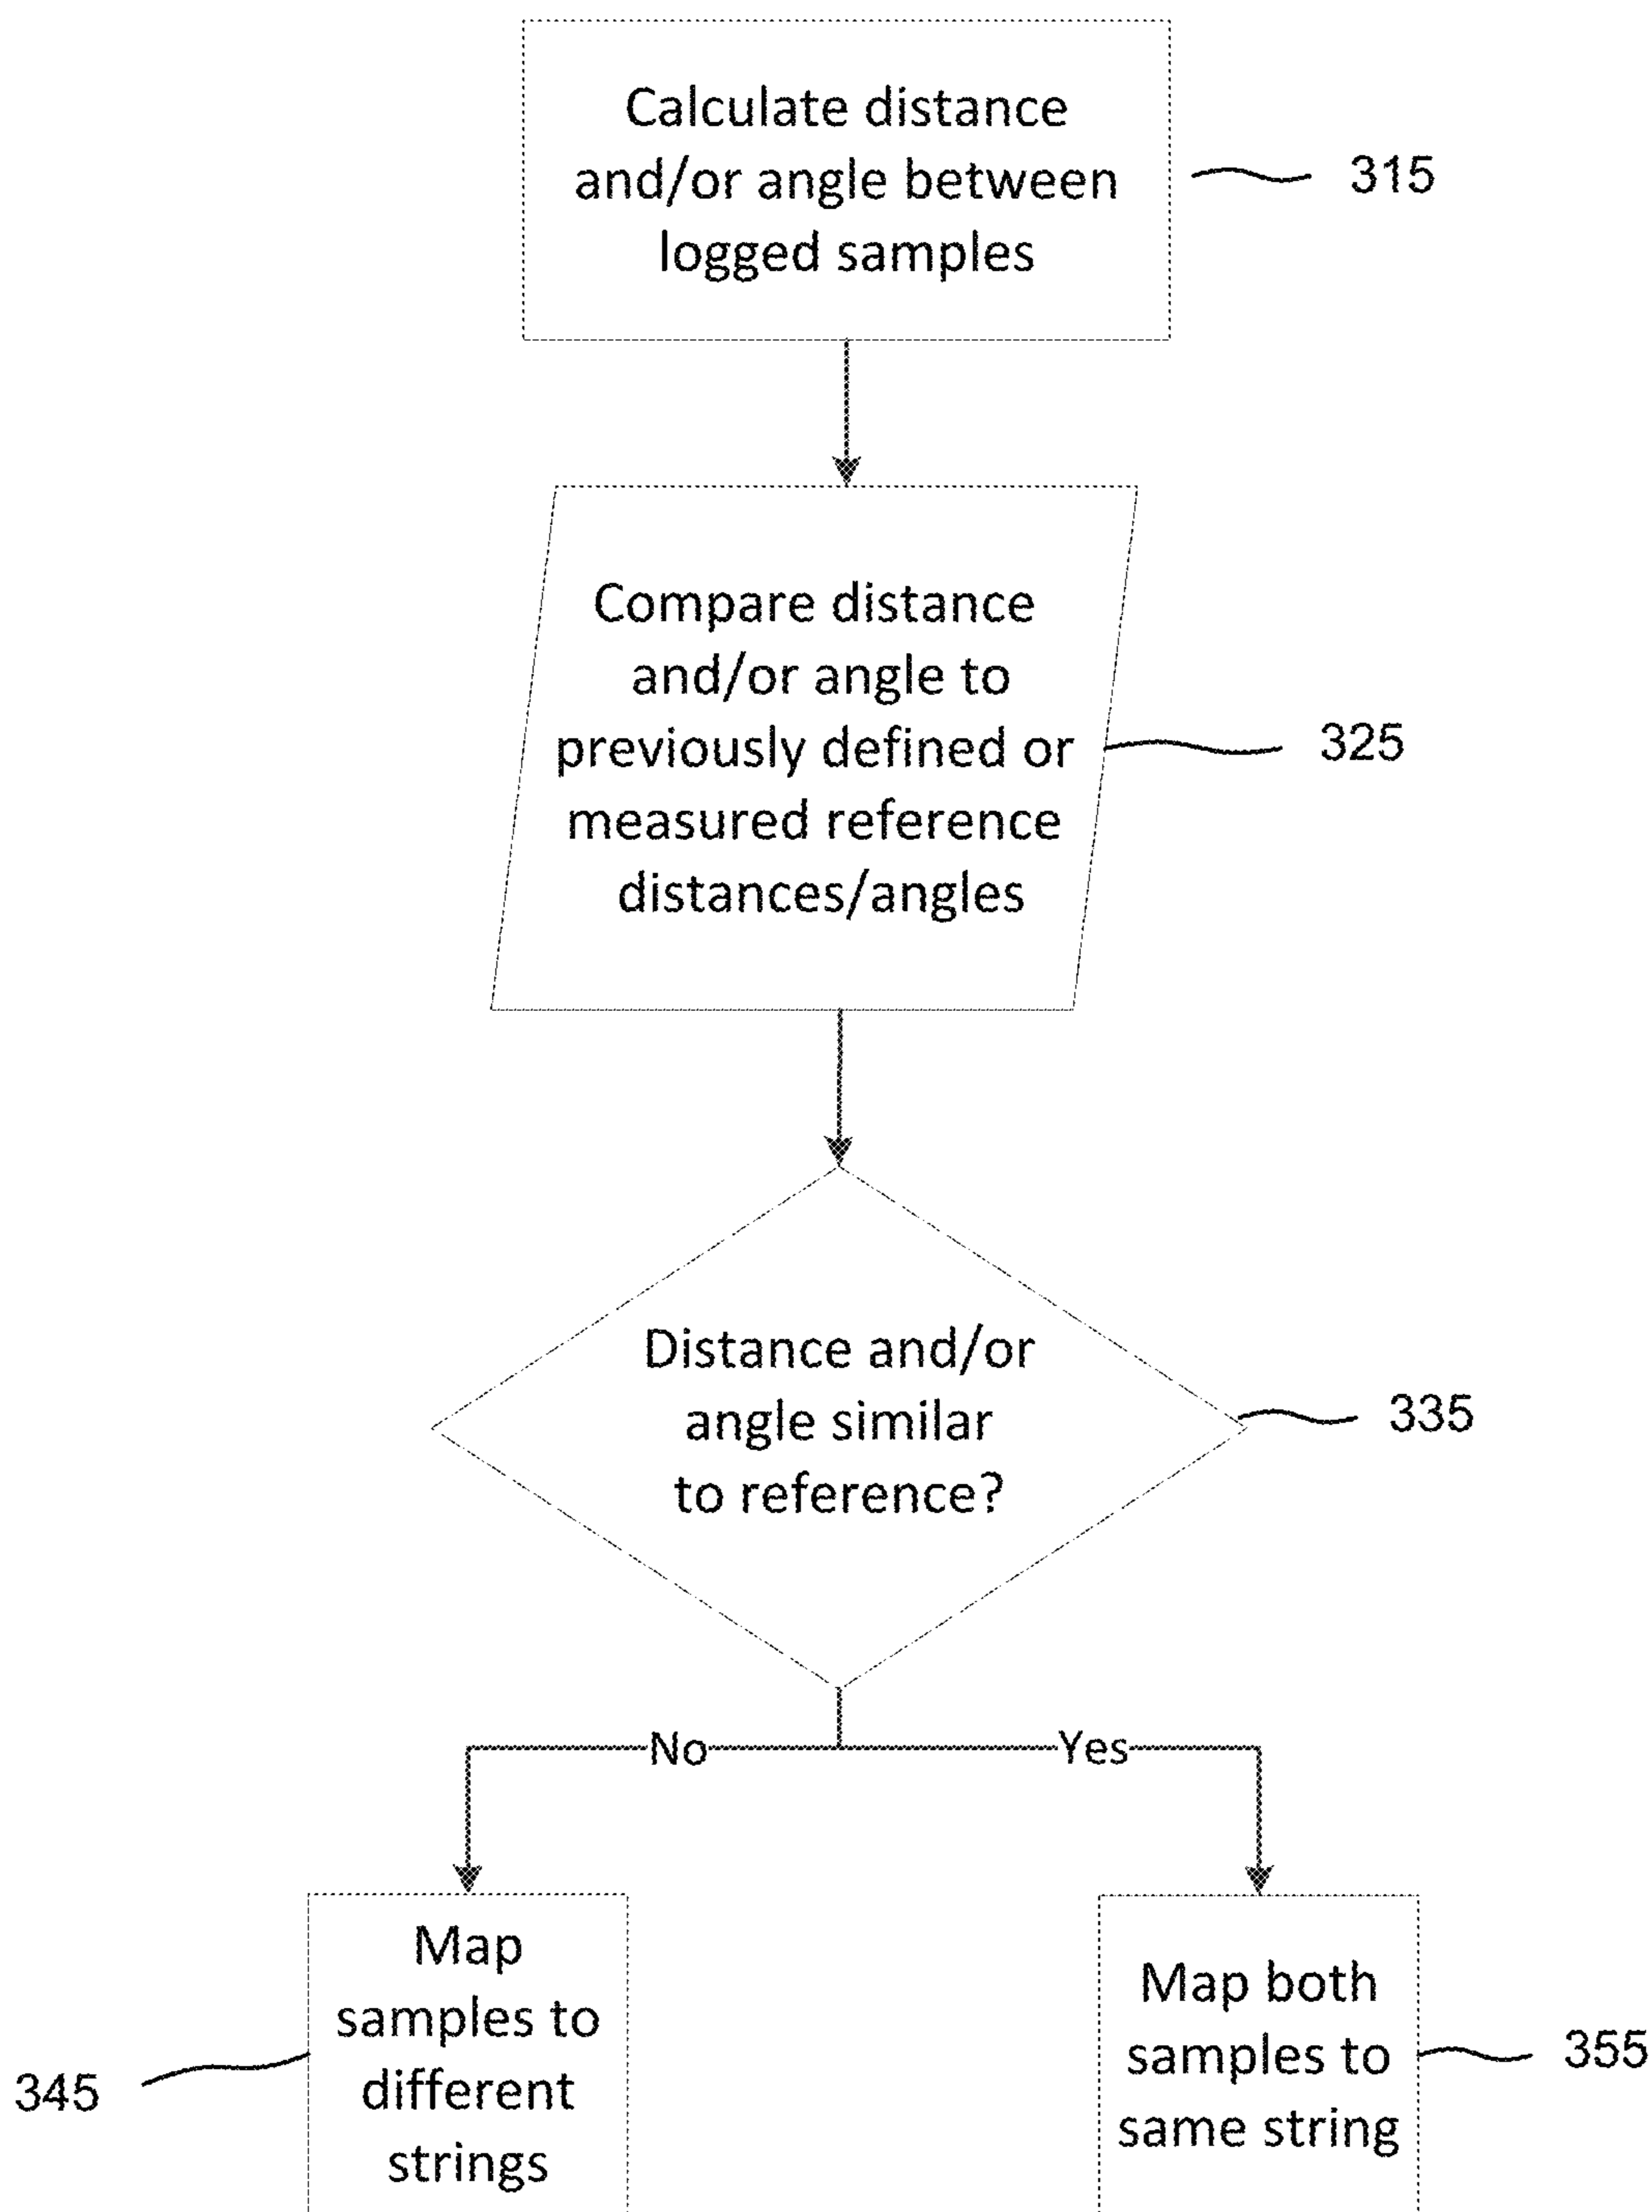 Calculate distance
and/or angle between
logged samples
315
Compare distance
and/or angle to
previously defined or
measured reference
distances/angles
325
Distance and/or
angle similar
to reference?
335
No
Yes
Map
samples to
different
strings
345
Map both
samples to
same string
355